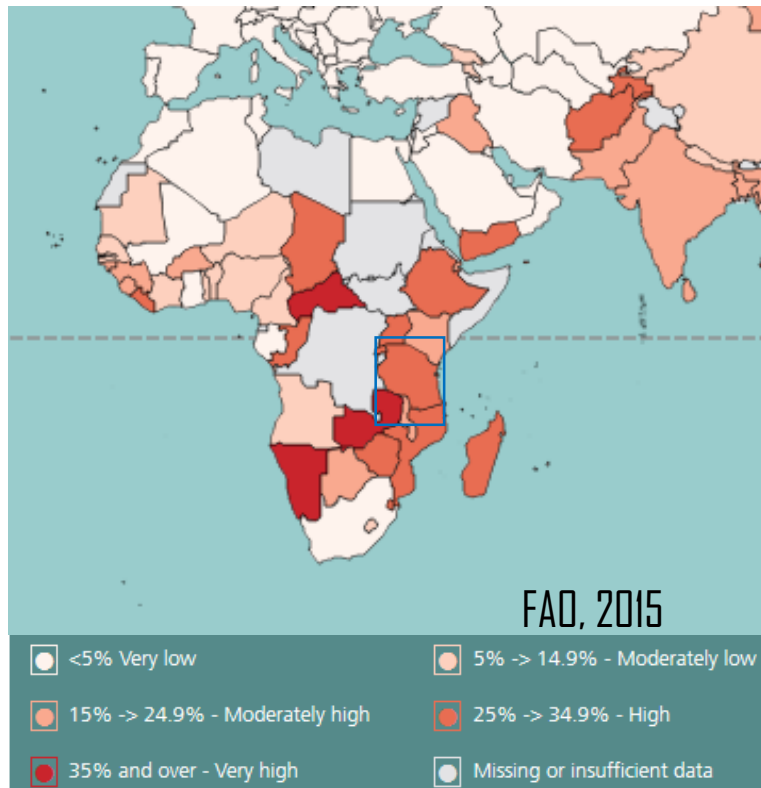 FAO, 2015
<5% Very low
5% -> 14.9% - Moderately low
15% -> 24.9% - Moderately high
25% -> 34.9% - High
35% and over - Very high
Missing or insufficient data